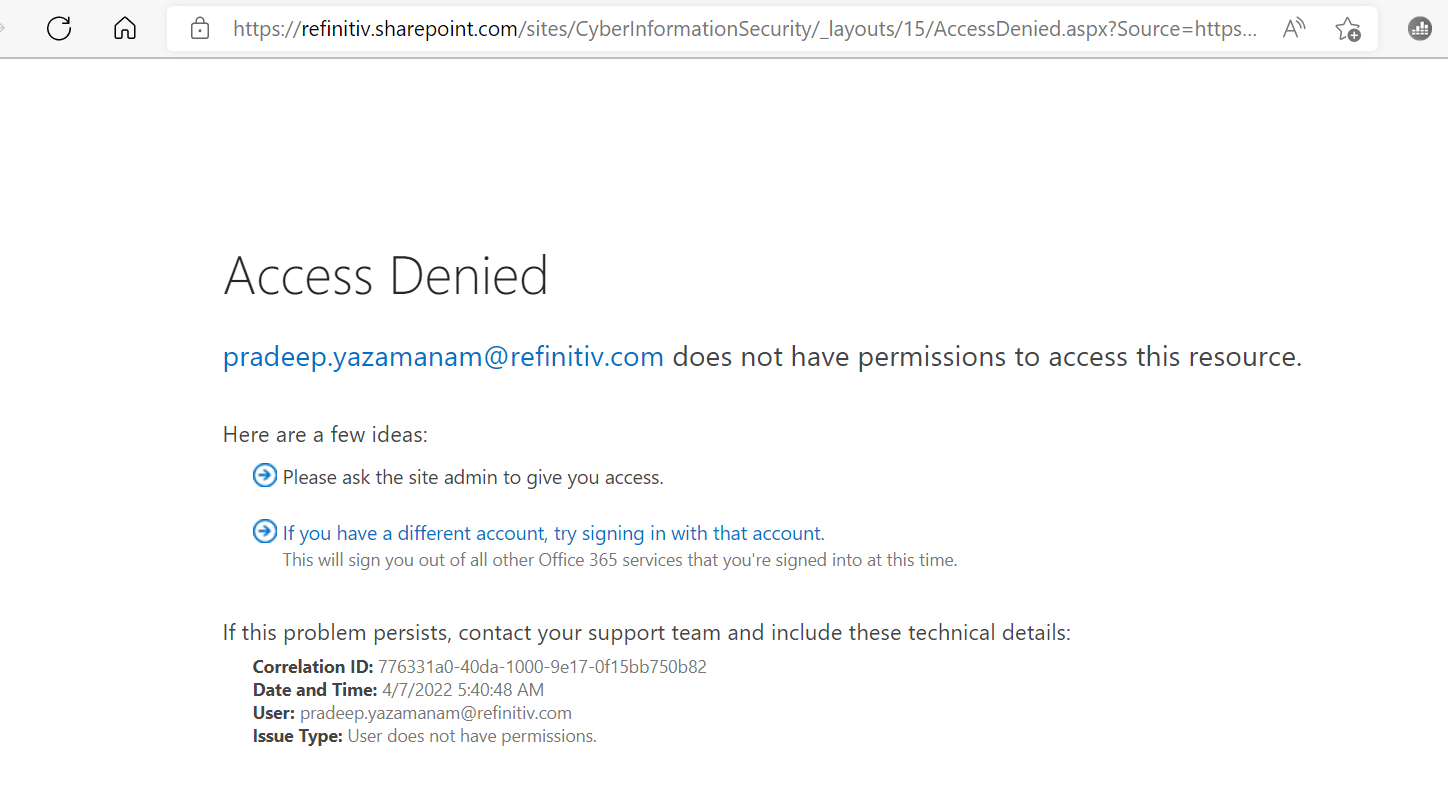 https://refinitiv.sharepoint.com/sites/CyberInformationSecurity/_layouts/15/AccessDenied.aspx?Source=https...
Access Denied
pradeep.yazamanam@refinitiv.com does not have permissions to access this resource.
Here are a few ideas:
Please ask the site admin to give you access.
If you have a different account, try signing in with that account.
This will sign you out of all other Office 365 services that you're signed into at this time.
If this problem persists, contact your support team and include these technical details:
Correlation ID: 776331a0-40da-1000-9e17-0f15bb750b82
Date and Time: 4/7/2022 5:40:48 AM
User: pradeep.yazamanam@refinitiv.com
Issue Type: User does not have permissions.